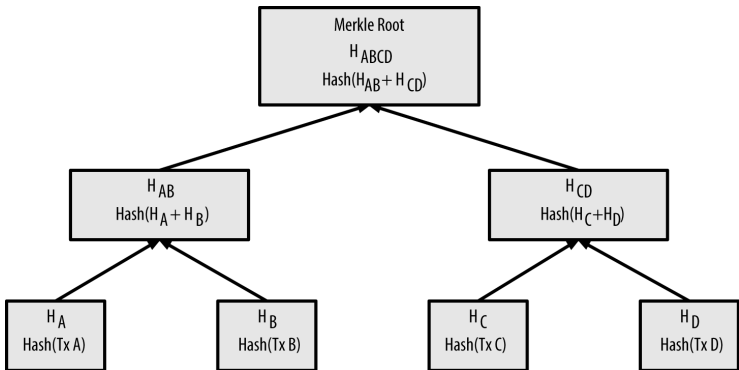 Merkle Root
H ABCD
Hash(HAB + H CD)
H AB
Hash(HA + H B)
H CD
Hash(HC+HD)
H A
Hash(Tx A)
H B
Hash(Tx B)
H C
Hash(Tx C)
H D
Hash(Tx D)